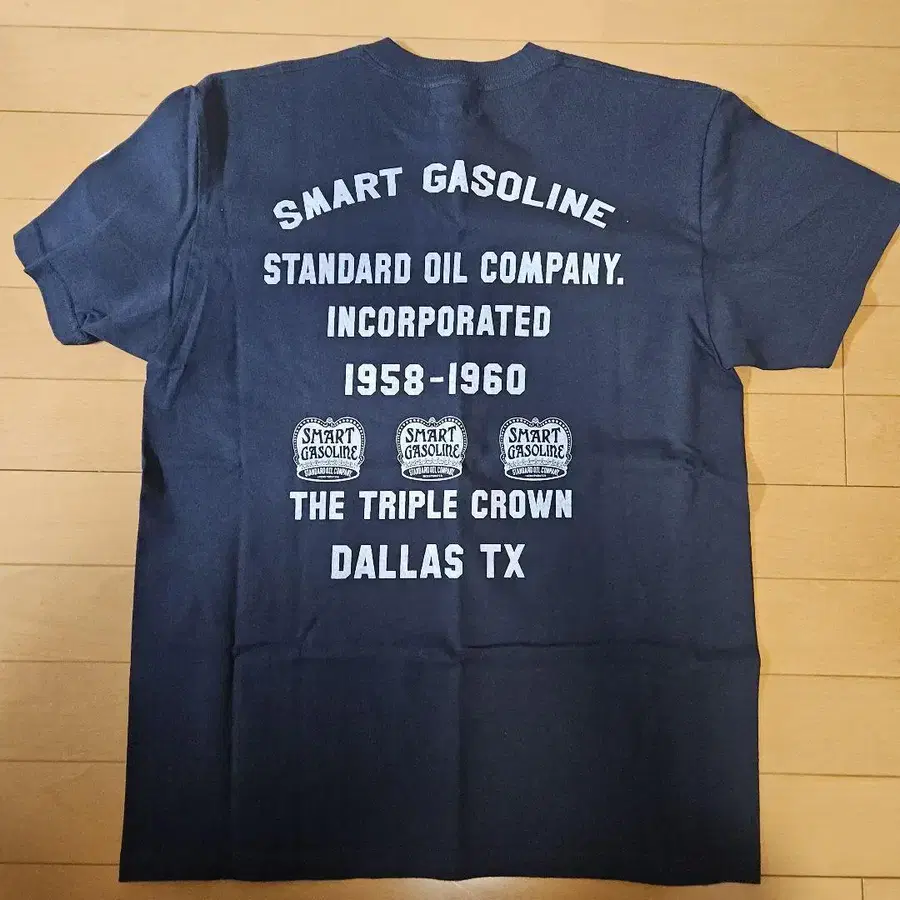 SMART GASOLINE
STANDARD OIL COMPANY.
INCORPORATED
1958-1960
SMART
GASOLINE
STANDARD OIL COMPANY
SMART
GASOLINE
STANDARD OIL COMPANY
SMART
GASOLINE
STANDARD OIL COMPANY
THE TRIPLE CROWN
DALLAS TX